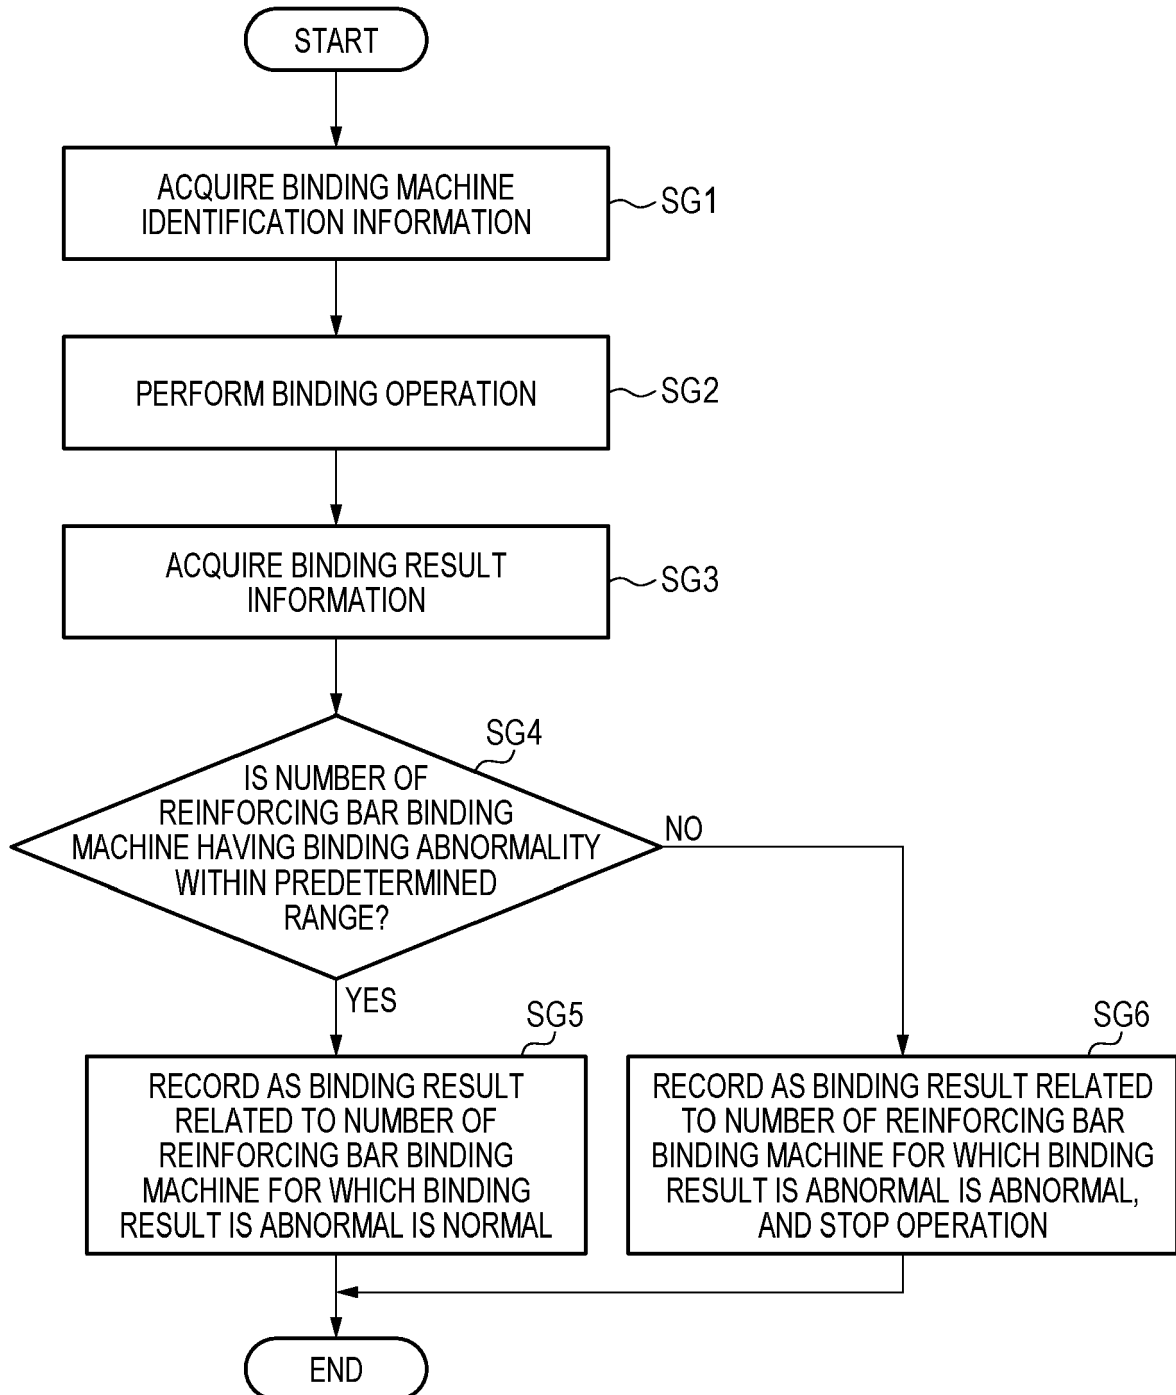 START
ACQUIRE BINDING MACHINE
IDENTIFICATION INFORMATION
SG1
PERFORM BINDING OPERATION
SG2
ACQUIRE BINDING RESULT
INFORMATION
SG3
SG4
IS NUMBER OF
REINFORCING BAR BINDING
MACHINE HAVING BINDING ABNORMALITY
WITHIN PREDETERMINED
RANGE?
NO
YES
SG5
RECORD AS BINDING RESULT
RELATED TO NUMBER OF
REINFORCING BAR BINDING
MACHINE FOR WHICH BINDING
RESULT IS ABNORMAL IS NORMAL
SG6
RECORD AS BINDING RESULT RELATED
TO NUMBER OF REINFORCING BAR
BINDING MACHINE FOR WHICH BINDING
RESULT IS ABNORMAL IS ABNORMAL,
AND STOP OPERATION
END